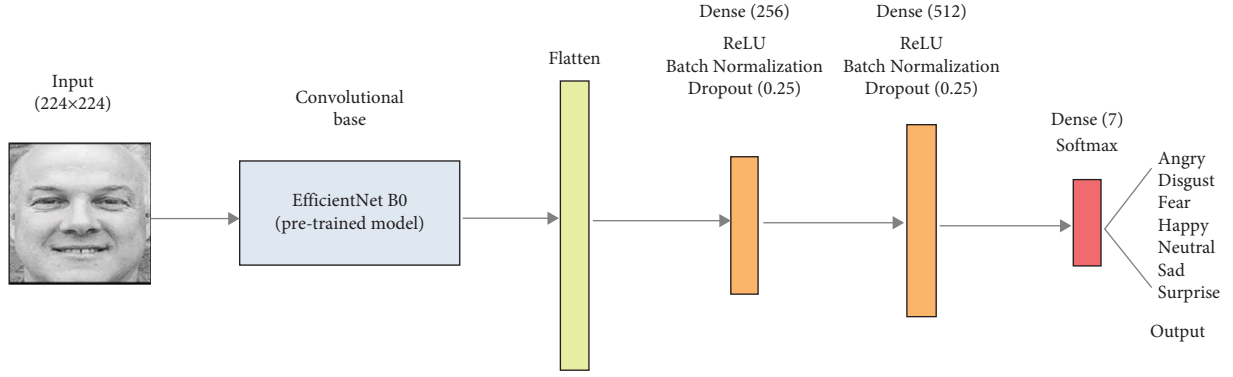 Input
(224×224)
Convolutional
base
EfficientNet B0
(pre-trained model)
Flatten
Dense (256)
ReLU
Batch Normalization
Dropout (0.25)
Dense (512)
ReLU
Batch Normalization
Dropout (0.25)
Dense (7)
Softmax
Angry
Disgust
Fear
Happy
Neutral
Sad
Surprise
Output